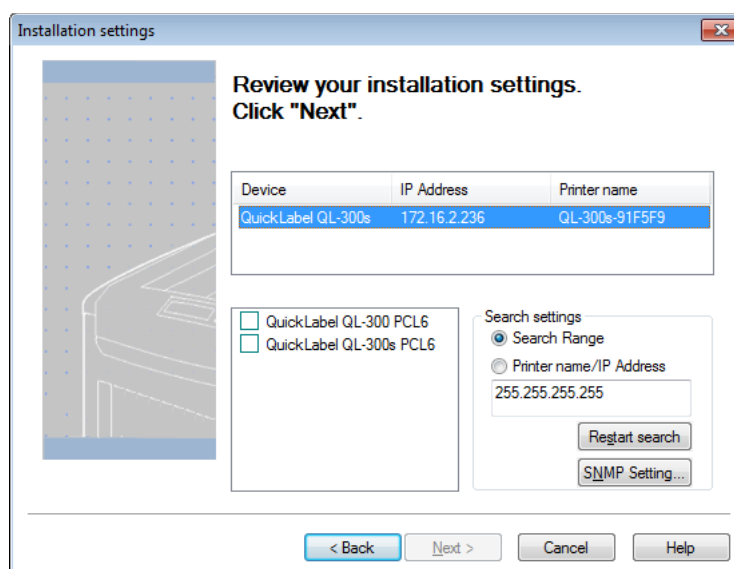 Installation settings
Review your installation settings.
Click "Next".
Device IP Address Printer name
QuickLabel QL-300s 172.16.2.236 QL-300s-91F5F9
QuickLabel QL-300 PCL6
QuickLabel QL-300s PCL6
Search settings
Search Range
Printer name/IP Address
255.255.255.255
Restart search
SNMP Setting...
< Back Next > Cancel Help